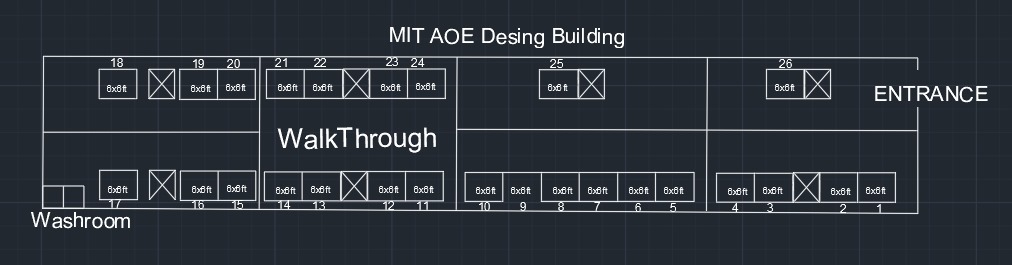 MIT AOE Desing Building
18 19 20 21 22 23 24 25 26
6x6ft 6x6ft 6x6ft 6x6ft 6x6ft 6x6ft 6x6ft 6x6ft 6x6ft
ENTRANCE
WalkThrough
6x6ft 6x6ft 6x6ft 6x6ft 6x6ft 6x6ft 6x6ft 6x6ft 6x6ft 6x6ft 6x6ft 6x6ft 6x6ft 6x6ft 6x6ft 6x6ft 6x6ft
17 16 15 14 13 12 11 10 9 8 7 6 5 4 3 2 1
Washroom